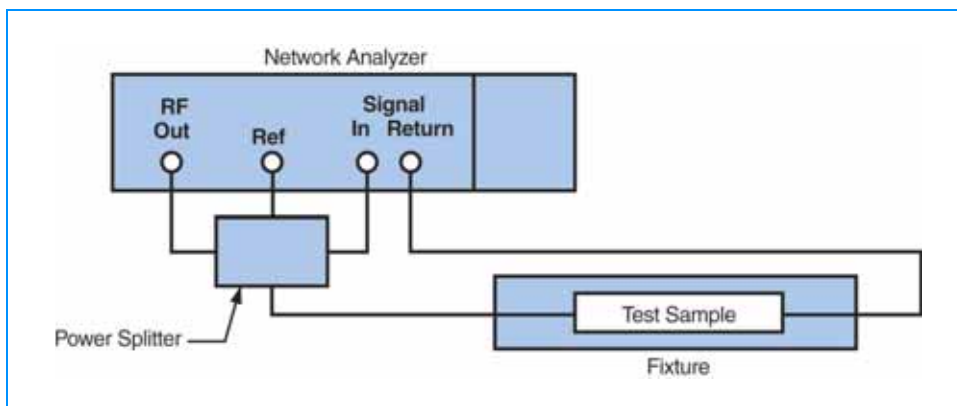 Network Analyzer
RF
Out
Ref
Signal
In Return
Power Splitter
Test Sample
Fixture